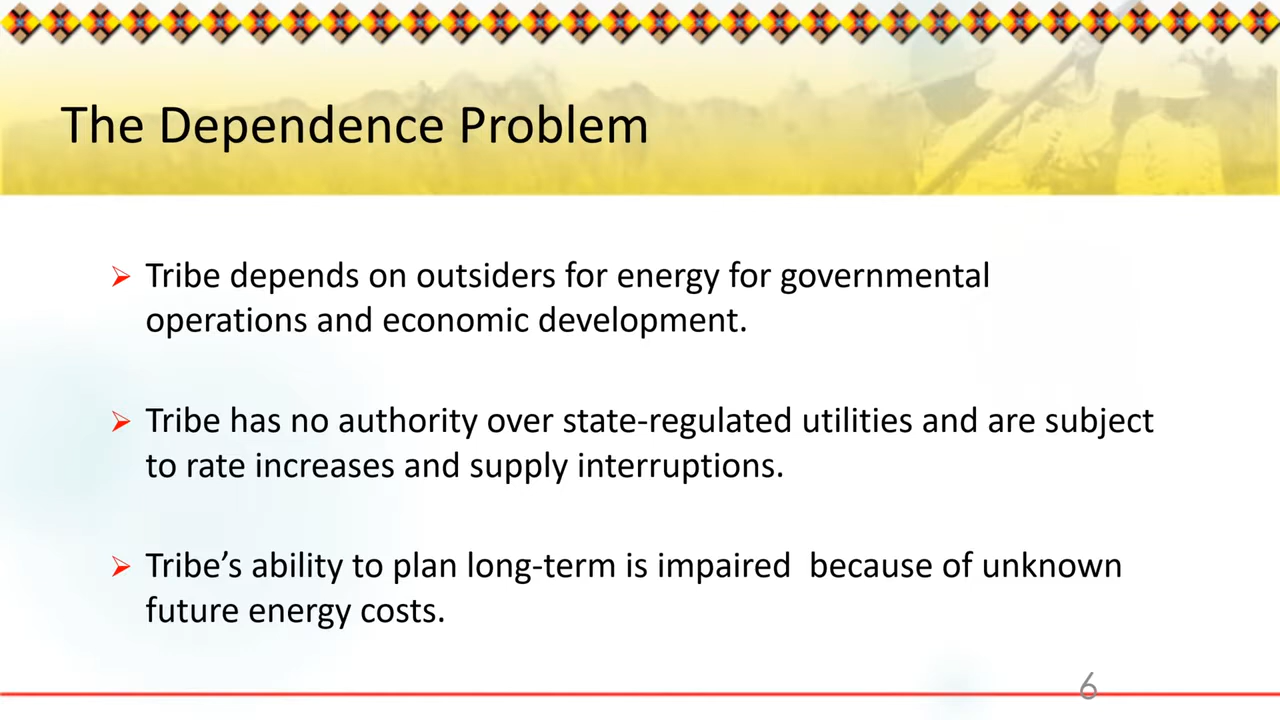 The Dependence Problem
Tribe depends on outsiders for energy for governmental
operations and economic development.
Tribe has no authority over state-regulated utilities and are subject
to rate increases and supply interruptions.
Tribe’s ability to plan long-term is impaired  because of unknown
future energy costs.
6